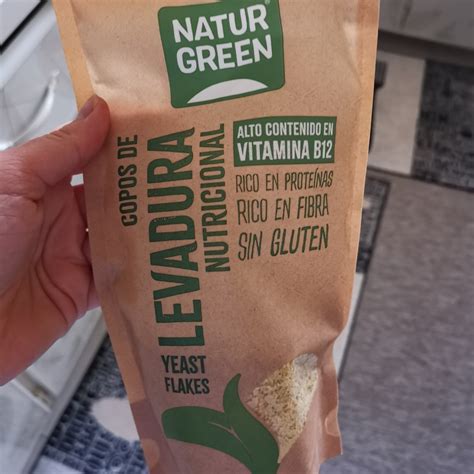 NATUR
GREEN
COPOS DE
LEVADURA
NUTRICIONAL
YEAST
FLAKES
ALTO CONTENIDO EN
VITAMINA B12
RICO EN PROTEÍNAS
RICO EN FIBRA
SIN GLUTEN